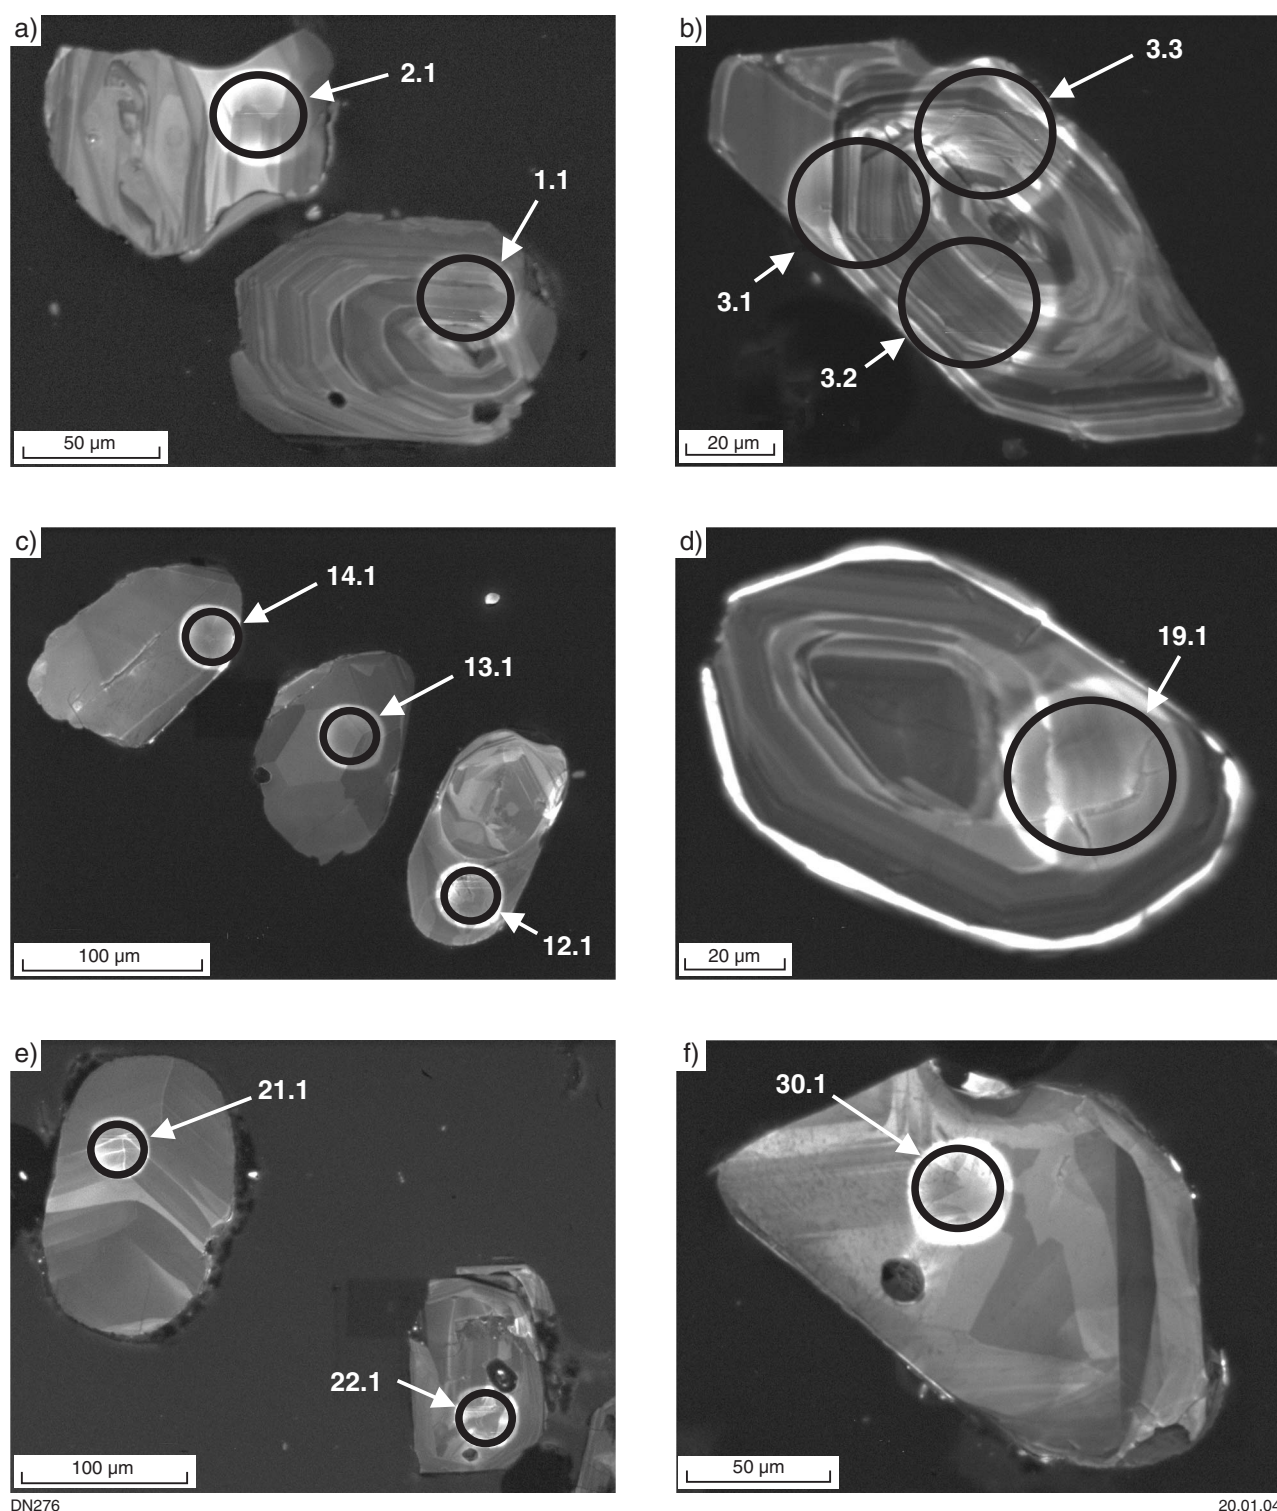 a)
2.1
1.1
50 µm
b)
3.3
3.1
3.2
20 µm
c)
14.1
13.1
12.1
100 µm
d)
19.1
20 µm
e)
21.1
22.1
100 µm
f)
30.1
50 µm
DN276
20.01.04